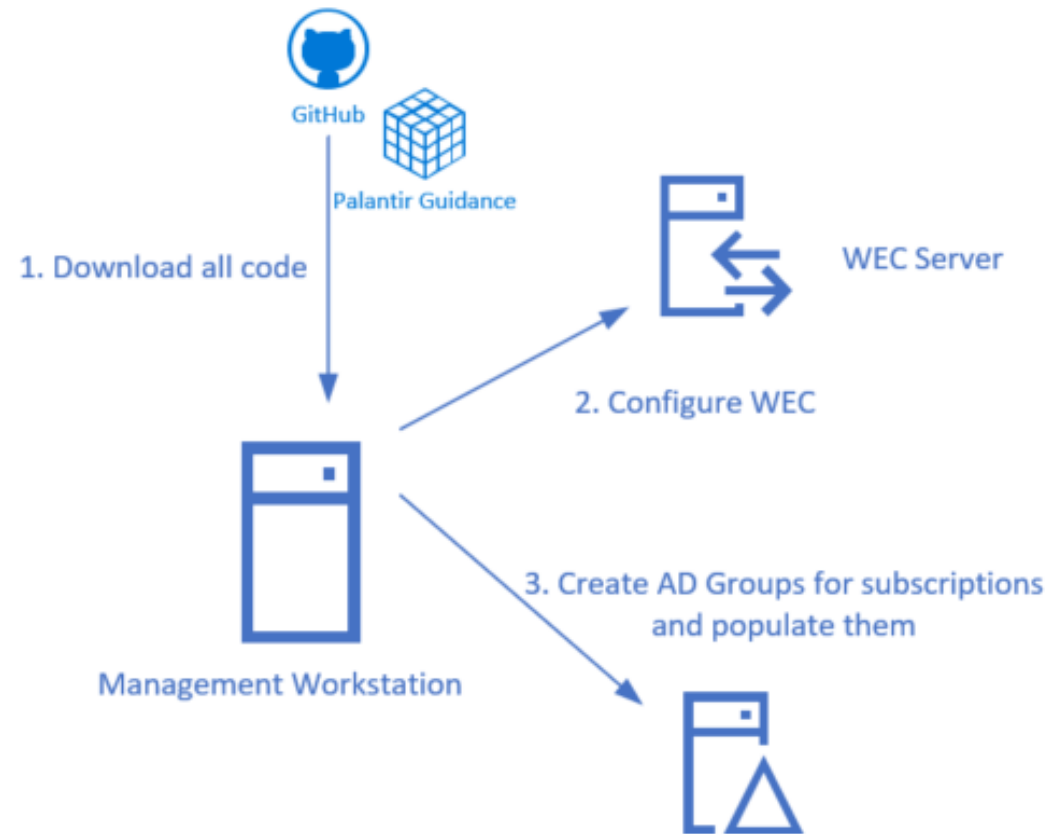 GitHub
Palantir Guidance
1. Download all code
WEC Server
2. Configure WEC
3. Create AD Groups for subscriptions
and populate them
Management Workstation